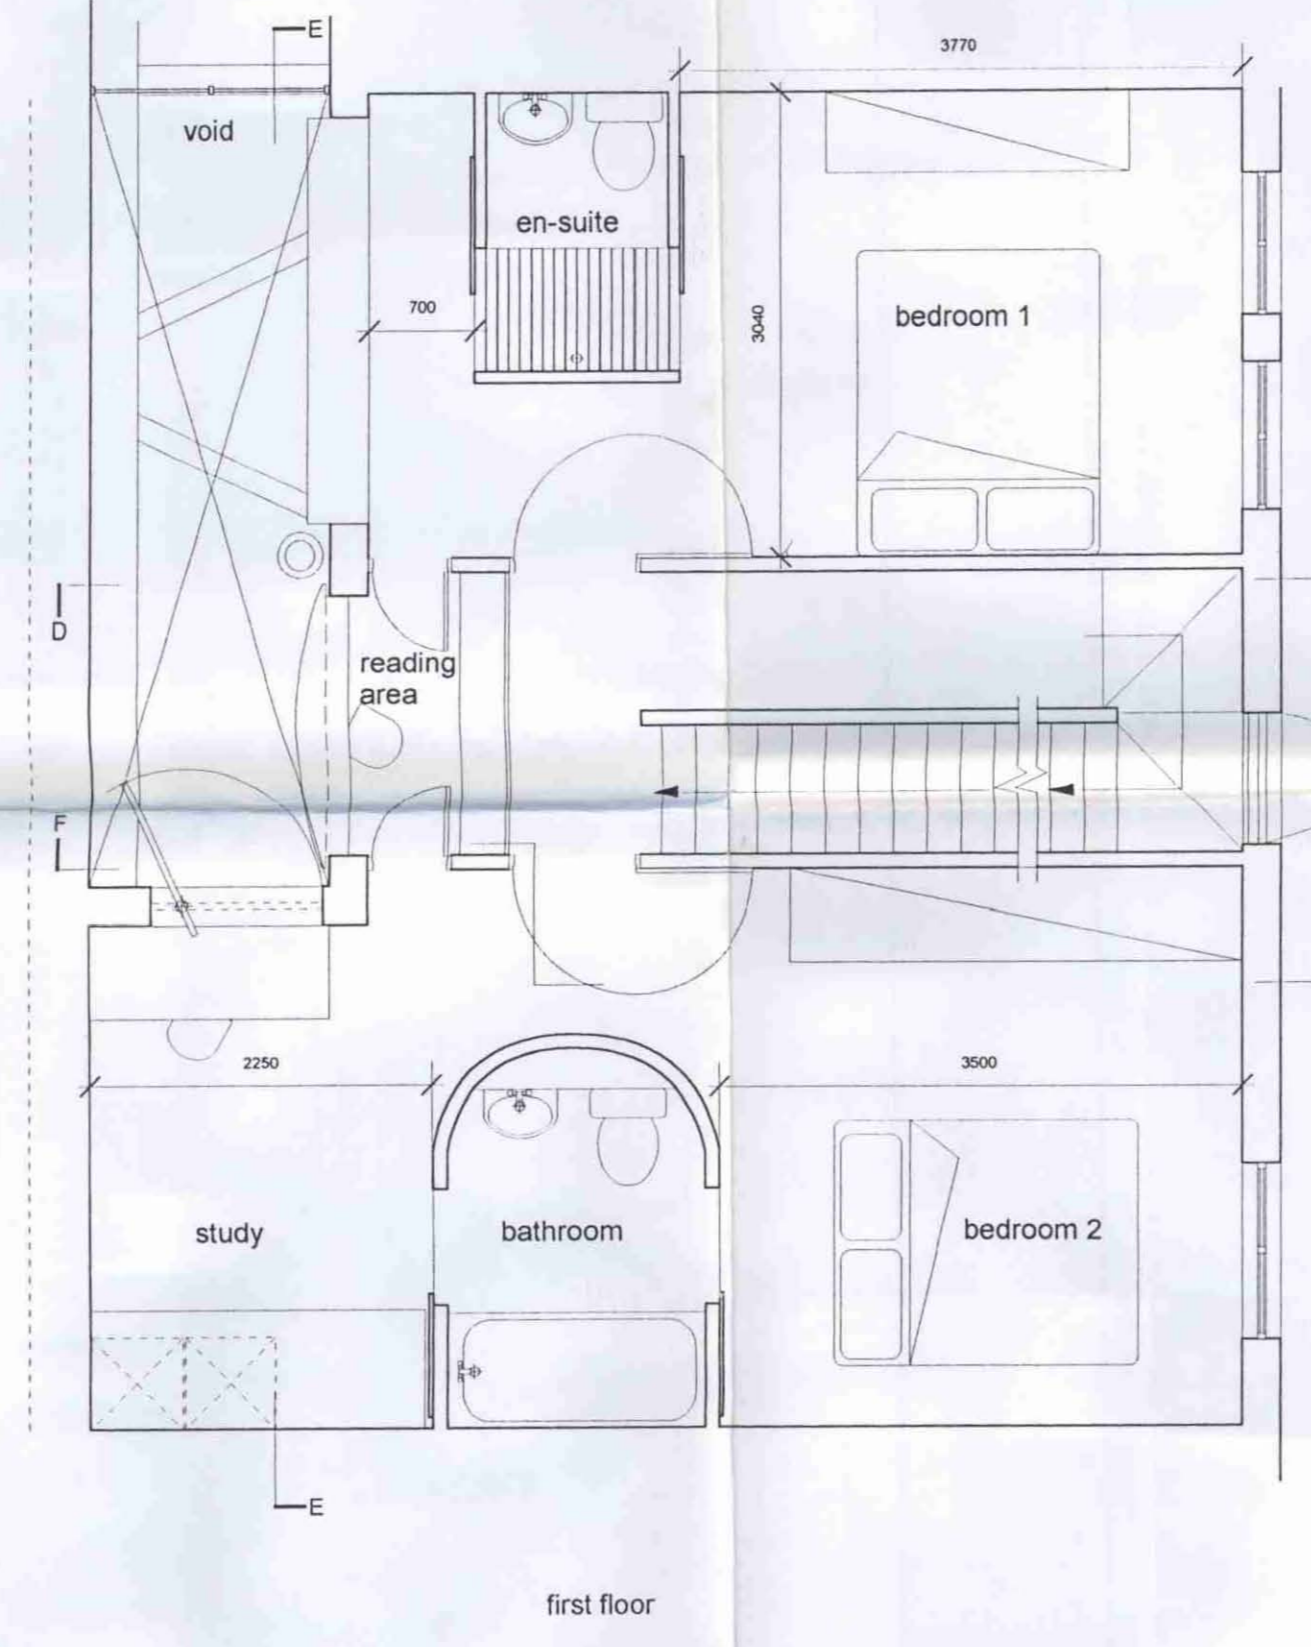 E
3770
void
en-suite
700
3040
bedroom 1
D
reading
area
F
2250
3500
study
bathroom
bedroom 2
E
first floor